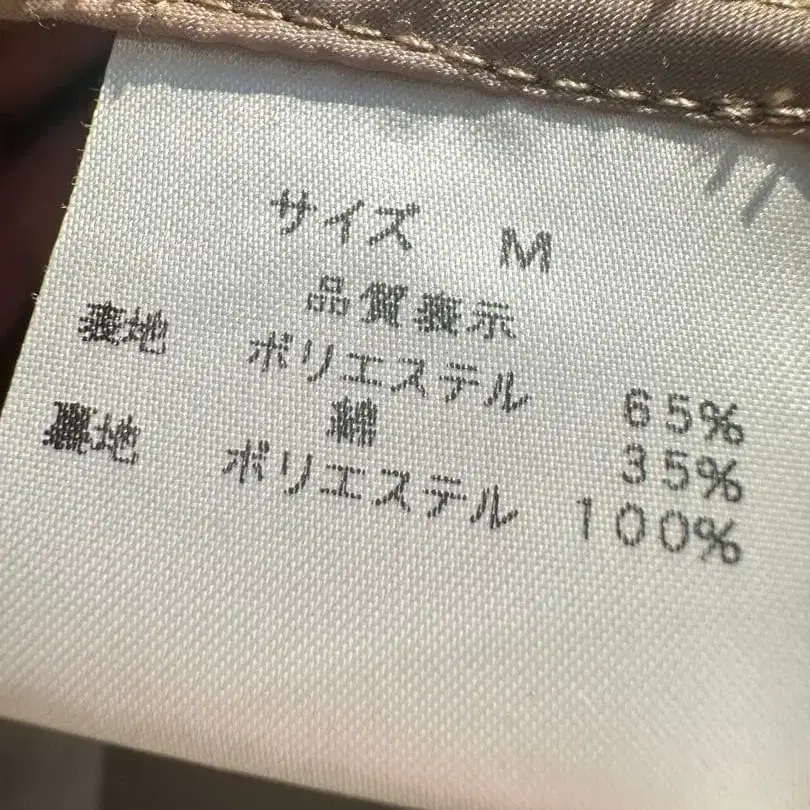 サイズ M
品質表示
表地 ポリエステル 65%
綿 35%
裏地 ポリエステル 100%